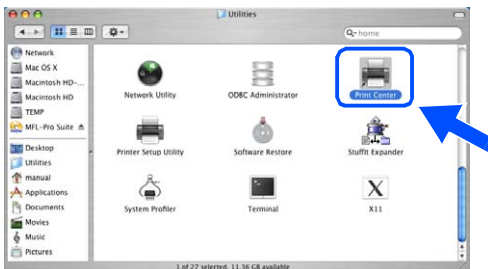 Utilities
Q- home
Network
Mac OS X
Macintosh HD-...
Macintosh HD
TEMP
MFL-Pro Suite
Desktop
Utilities
manual
Applications
Documents
Movies
Music
Pictures
Network Utility
ODBC Administrator
Print Center
Printer Setup Utility
Software Restore
StuffIt Expander
System Profiler
Terminal
X11
1 of 27 selected, 11.36 GB available